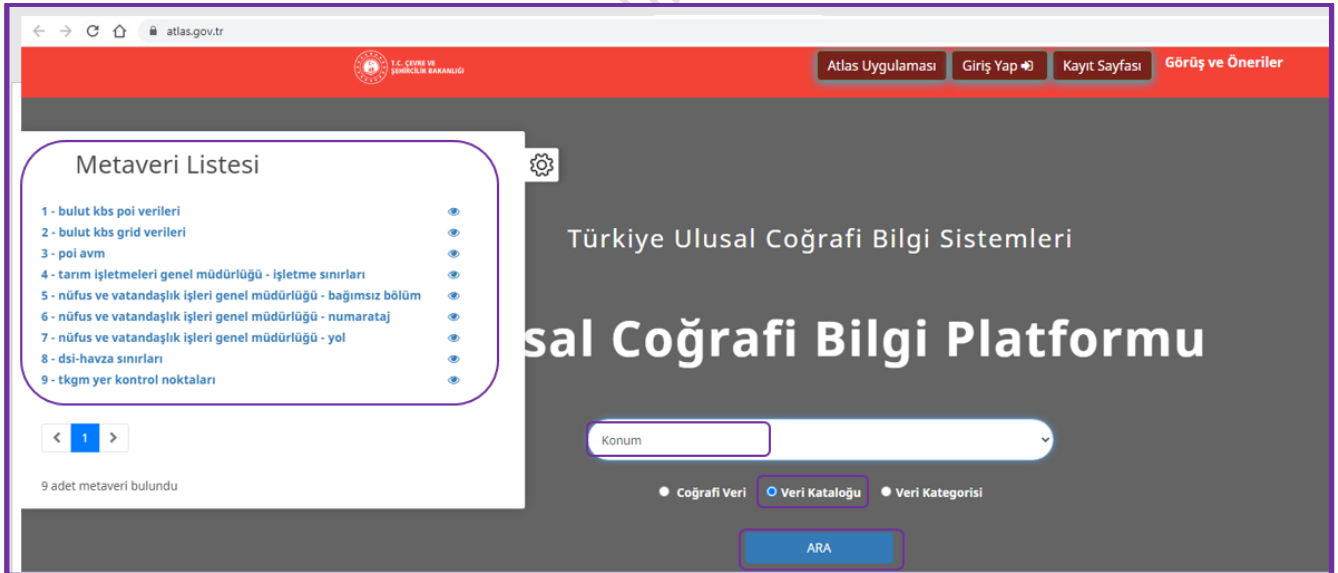 atlas.gov.tr
T.C. ÇEVRE VE
ŞEHİRCİLİK BAKANLIĞI
Atlas Uygulaması
Giriş Yap
Kayıt Sayfası
Görüş ve Öneriler
Metaveri Listesi
1 - bulut kbs poi verileri
2 - bulut kbs grid verileri
3 - poi avm
4 - tarım işletmeleri genel müdürlüğü - işletme sınırları
5 - nüfus ve vatandaşlık işleri genel müdürlüğü - bağımsız bölüm
6 - nüfus ve vatandaşlık işleri genel müdürlüğü - numarataj
7 - nüfus ve vatandaşlık işleri genel müdürlüğü - yol
8 - dsi-havza sınırları
9 - tkgm yer kontrol noktaları
< 1 >
9 adet metaveri bulundu
Türkiye Ulusal Coğrafi Bilgi Sistemleri
sal Coğrafi Bilgi Platformu
Konum
Coğrafi Veri
Veri Kataloğu
Veri Kategorisi
ARA